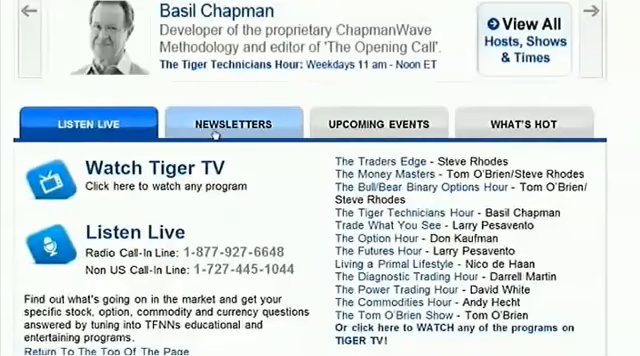 Basil Chapman
Developer of the proprietary ChapmanWave
Methodology and editor of 'The Opening Call'.
The Tiger Technicians Hour: Weekdays 11 am - Noon ET
View All
Hosts, Shows
& Times
LISTEN LIVE
NEWSLETTERS
UPCOMING EVENTS
WHAT'S HOT
Watch Tiger TV
Click here to watch any program
Listen Live
Radio Call-In Line: 1-877-927-6648
Non US Call-In Line: 1-727-445-1044
Find out what's going on in the market and get your
specific stock, option, commodity and currency questions
answered by tuning into TFNNs educational and
entertaining programs.
Return To The Top Of The Page
The Traders Edge - Steve Rhodes
The Money Masters - Tom O'Brien/Steve Rhodes
The Bull/Bear Binary Options Hour - Tom O'Brien/
Steve Rhodes
The Tiger Technicians Hour - Basil Chapman
Trade What You See - Larry Pesavento
The Option Hour - Don Kaufman
The Futures Hour - Larry Pesavento
Living a Primal Lifestyle - Nico de Haan
The Diagnostic Trading Hour - Darrell Martin
The Power Trading Hour - David White
The Commodities Hour - Andy Hecht
The Tom O'Brien Show - Tom O'Brien
Or click here to WATCH any of the programs on
TIGER TV!